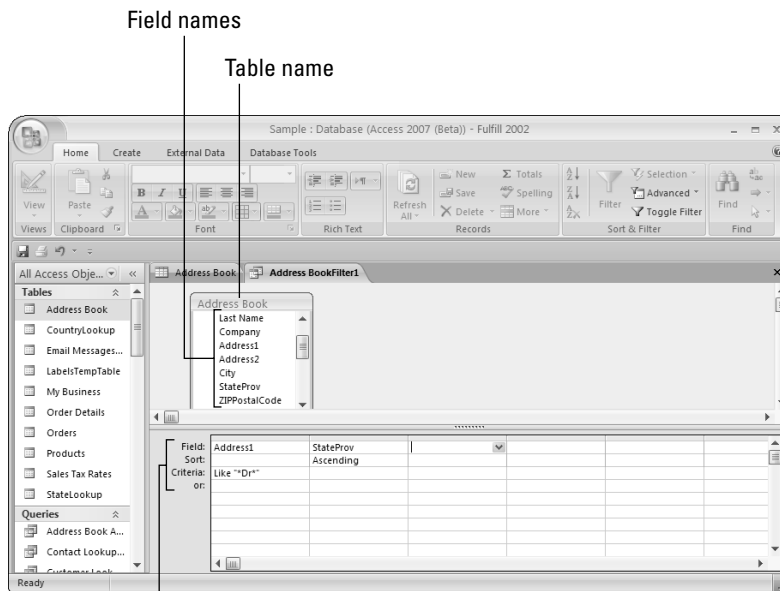 Field names
Table name
Sample : Database (Access 2007 (Beta)) - Fulfill 2002
Home Create External Data Database Tools
View
Paste
B I U
Refresh All
New
Save
Delete
Totals
Spelling
More
Filter
Selection
Advanced
Toggle Filter
Find
Views Clipboard Font Rich Text Records Sort & Filter Find
All Access Obje...
Address Book
Address BookFilter1
Tables
Address Book
CountryLookup
Email Messages...
LabelsTempTable
My Business
Order Details
Orders
Products
Sales Tax Rates
StateLookup
Queries
Address Book A...
Contact Lookup...
Customer Look...
Address Book
Last Name
Company
Address1
Address2
City
StateProv
ZIPPostalCode
Field: Address1 StateProv
Sort: Ascending
Criteria: Like "*Dr*"
or:
Ready